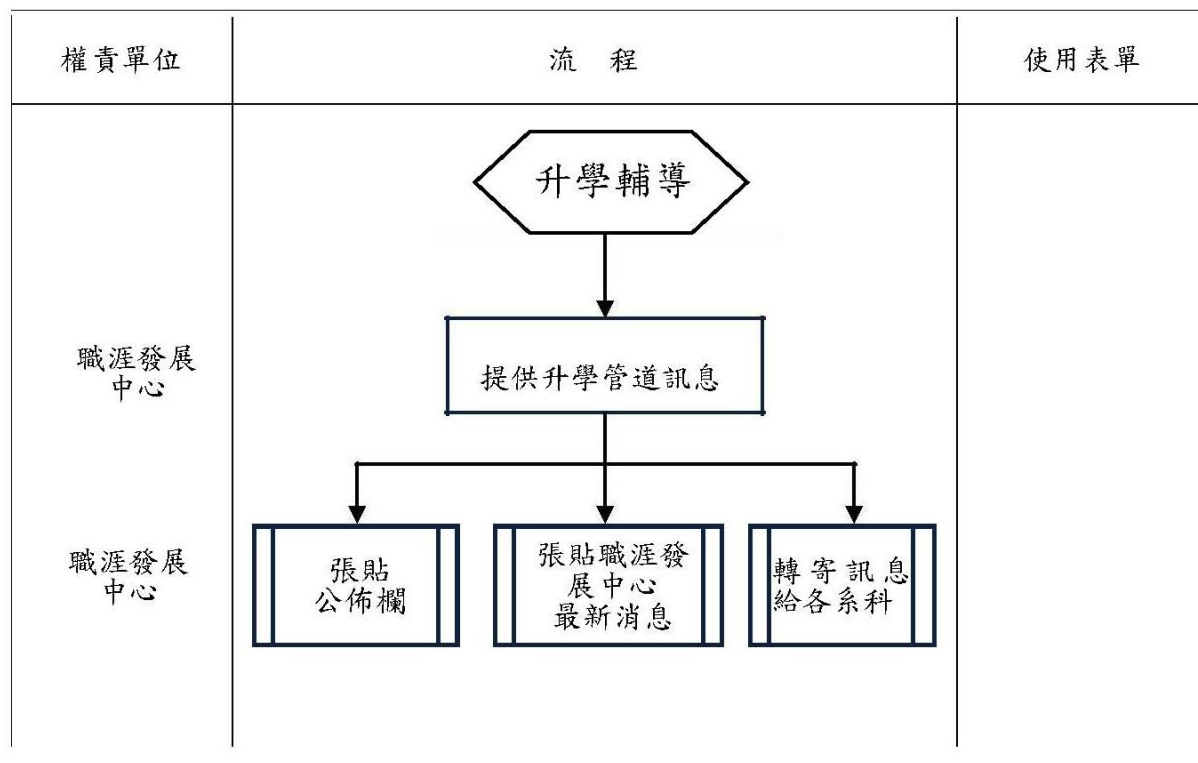 權責單位
流 程
使用表單
升學輔導
職涯發展
中心
提供升學管道訊息
職涯發展
中心
張貼
公佈欄
張貼職涯發
展中心
最新消息
轉寄訊息
給各系科